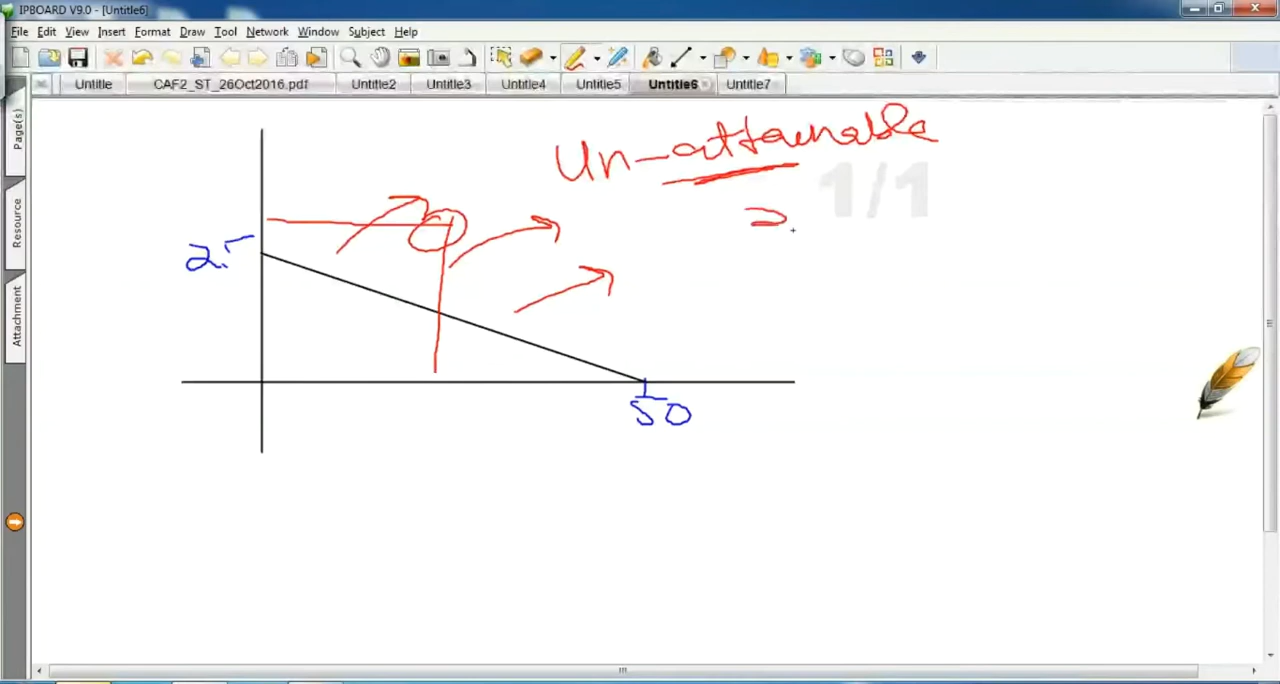 IPBOARD V9.0 - [Untitle6]
File Edit View Insert Format Draw Tool Network Window Subject Help
Untitle CAF2_ST_26Oct2016.pdf Untitle2 Untitle3 Untitle4 Untitle5 Untitle6 Untitle7
Page(s)
Resource
Attachment
Un-attainable
1/1
25
50